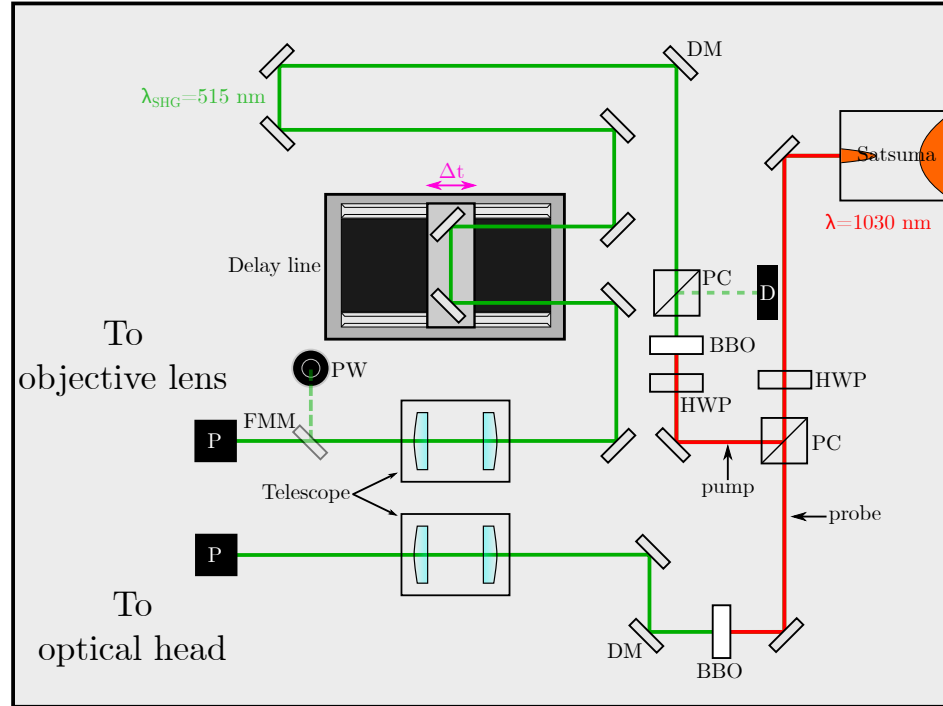 DM
λSHG=515 nm
Satsuma
Δt
λ=1030 nm
Delay line
PC
D
BBO
To
objective lens
PW
HWP
HWP
FMM
P
PC
pump
Telescope
probe
P
To
optical head
DM
BBO